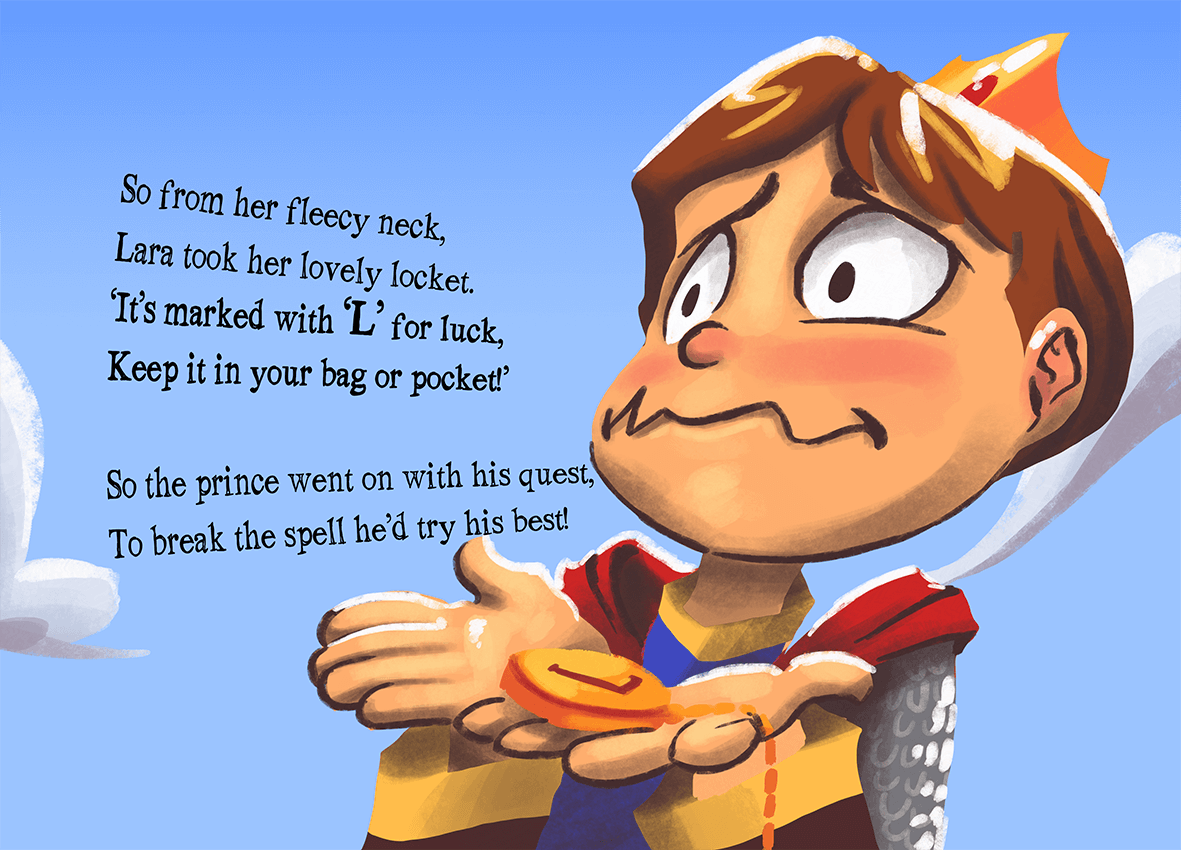 So from her fleecy neck,
Lara took her lovely locket.
‘It’s marked with ‘L’ for luck,
Keep it in your bag or pocket!’
So the prince went on with his quest,
To break the spell he’d try his best!
L